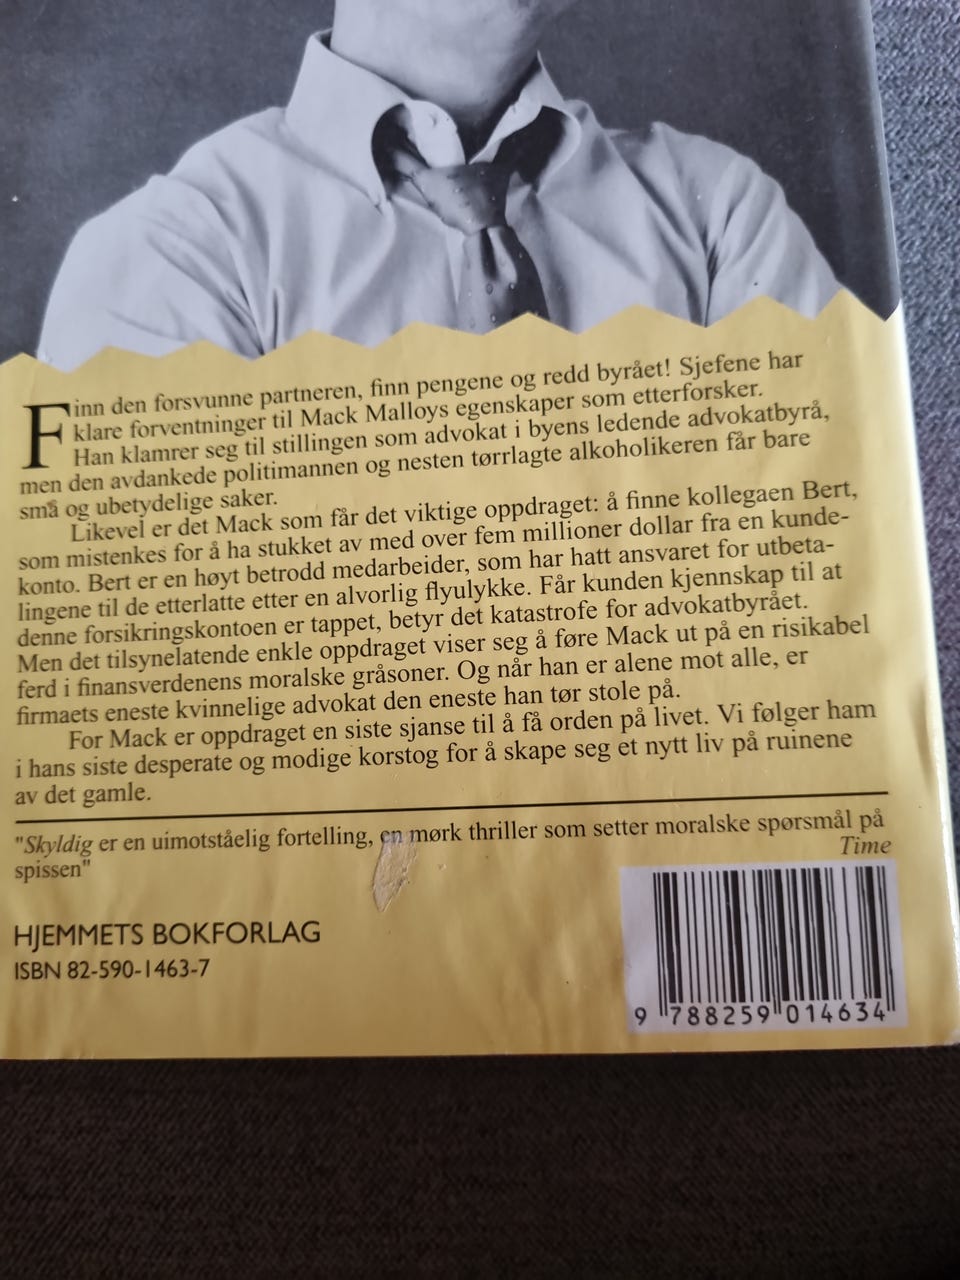 Finn den forsvunne partneren, finn pengene og redd byrået! Sjefene har
klare forventninger til Mack Malloys egenskaper som etterforsker.
Han klamrer seg til stillingen som advokat i byens ledende advokatbyrå,
men den avdankede politimannen og nesten tørrlagte alkoholikeren får bare
små og ubetydelige saker.
Likevel er det Mack som får det viktige oppdraget: å finne kollegaen Bert,
som mistenkes for å ha stukket av med over fem millioner dollar fra en kunde-
konto. Bert er en høyt betrodd medarbeider, som har hatt ansvaret for utbeta-
lingene til de etterlatte etter en alvorlig flyulykke. Får kunden kjennskap til at
denne forsikringskontoen er tappet, betyr det katastrofe for advokatbyrået.
Men det tilsynelatende enkle oppdraget viser seg å føre Mack ut på en risikabel
ferd i finansverdenens moralske gråsoner. Og når han er alene mot alle, er
firmaets eneste kvinnelige advokat den eneste han tør stole på.
For Mack er oppdraget en siste sjanse til å få orden på livet. Vi følger ham
i hans siste desperate og modige korstog for å skape seg et nytt liv på ruinene
av det gamle.
"Skyldig er en uimotståelig fortelling, en mørk thriller som setter moralske spørsmål på
spissen"
Time
HJEMMETS BOKFORLAG
ISBN 82-590-1463-7
9 788259 014634